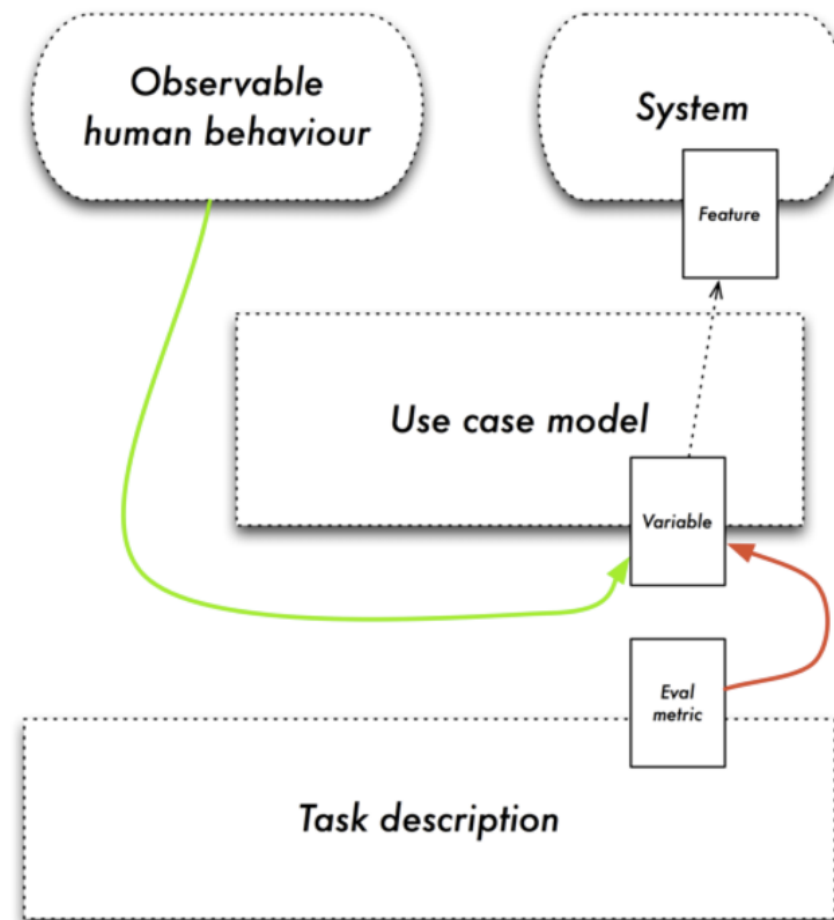 Observable
human behaviour
System
Feature
Use case model
Variable
Eval
metric
Task description